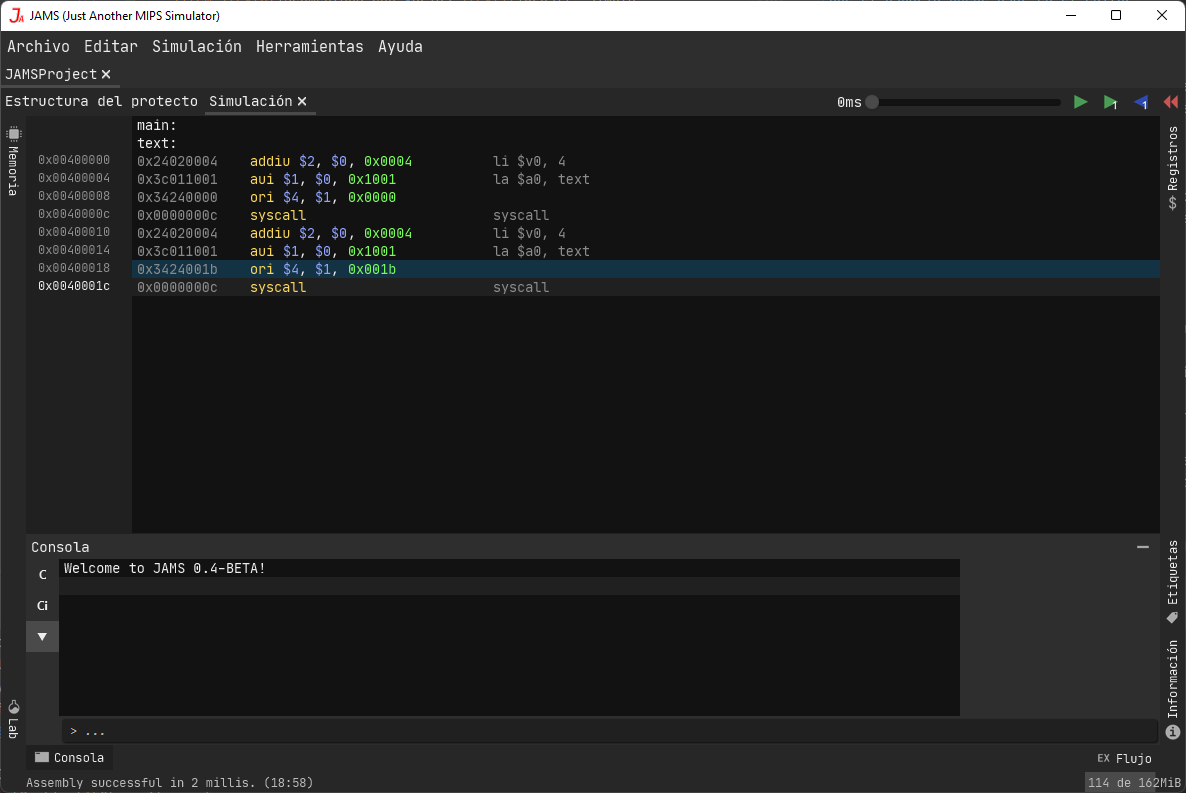 JA JAMS (Just Another MIPS Simulator)
Archivo Editar Simulación Herramientas Ayuda
JAMSProject
Estructura del protecto Simulación 0ms 1 1
Memoria
Registros
$
main:
text:
0x00400000 0x24020004 addiu $2, $0, 0x0004 li $v0, 4
0x00400004 0x3c011001 aui $1, $0, 0x1001 la $a0, text
0x00400008 0x34240000 ori $4, $1, 0x0000
0x0040000c 0x0000000c syscall syscall
0x00400010 0x24020004 addiu $2, $0, 0x0004 li $v0, 4
0x00400014 0x3c011001 aui $1, $0, 0x1001 la $a0, text
0x00400018 0x3424001b ori $4, $1, 0x001b
0x0040001c 0x0000000c syscall syscall
Consola
C
Ci
Welcome to JAMS 0.4-BETA!
> ...
Etiquetas
Información
Lab
Consola
EX Flujo
Assembly successful in 2 millis. (18:58)
114 de 162MiB